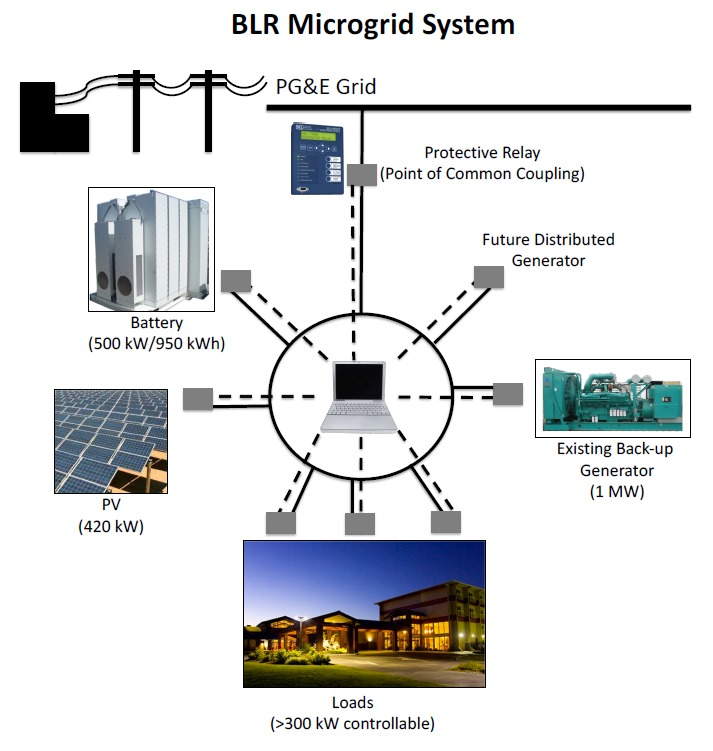 BLR Microgrid System
PG&E Grid
Protective Relay
(Point of Common Coupling)
Future Distributed
Generator
Battery
(500 kW/950 kWh)
Existing Back-up
Generator
(1 MW)
PV
(420 kW)
Loads
(>300 kW controllable)